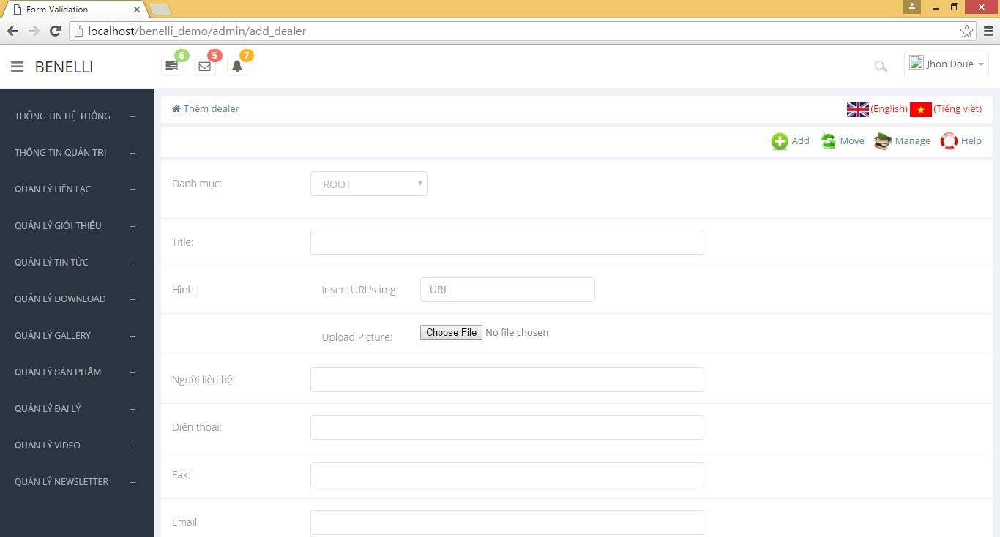 Form Validation
localhost/benelli_demo/admin/add_dealer
BENELLI
6
5
7
Jhon Doue
THÔNG TIN HỆ THỐNG +
THÔNG TIN QUẢN TRỊ +
QUẢN LÝ LIÊN LẠC +
QUẢN LÝ GIỚI THIỆU +
QUẢN LÝ TIN TỨC +
QUẢN LÝ DOWNLOAD +
QUẢN LÝ GALLERY +
QUẢN LÝ SẢN PHẨM +
QUẢN LÝ ĐẠI LÝ +
QUẢN LÝ VIDEO +
QUẢN LÝ NEWSLETTER +
Thêm dealer
(English) (Tiếng việt)
Add Move Manage Help
Danh mục: ROOT
Title:
Hình: Insert URL's img: URL
Upload Picture: Choose File No file chosen
Người liên hệ:
Điện thoại:
Fax:
Email: